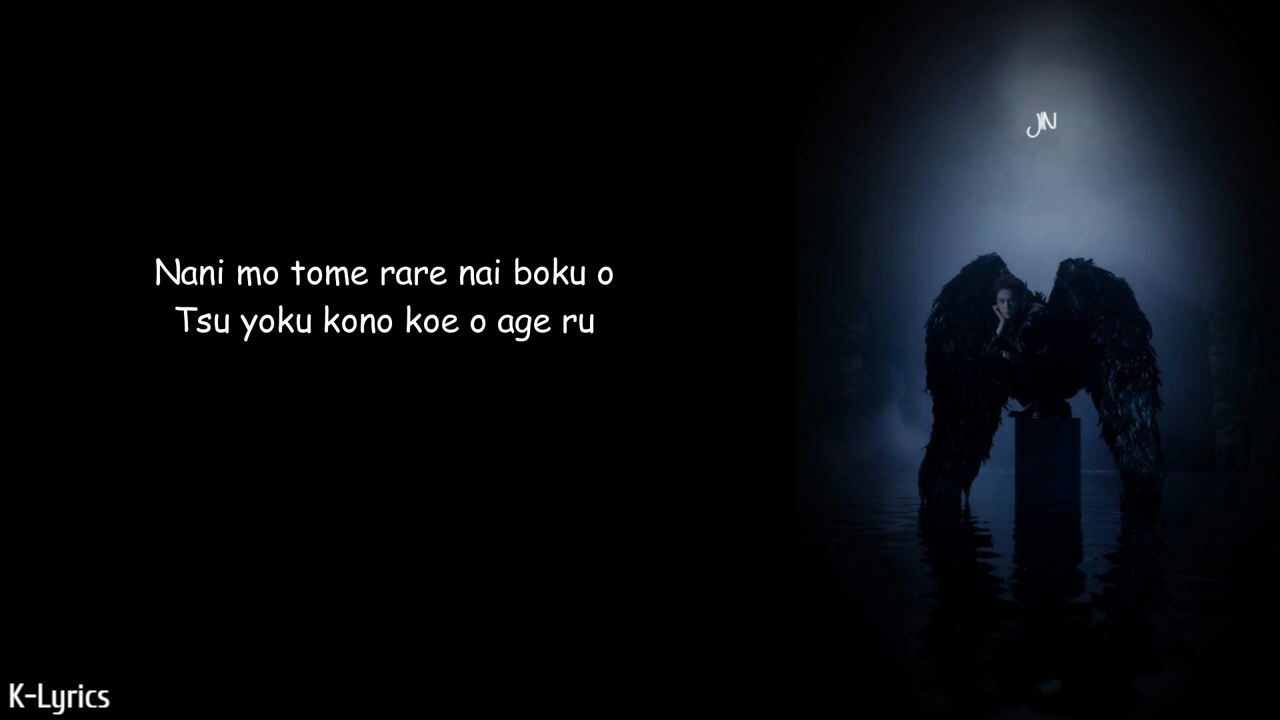 JIN
Nani mo tome rare nai boku o
Tsu yoku kono koe o age ru
K-Lyrics